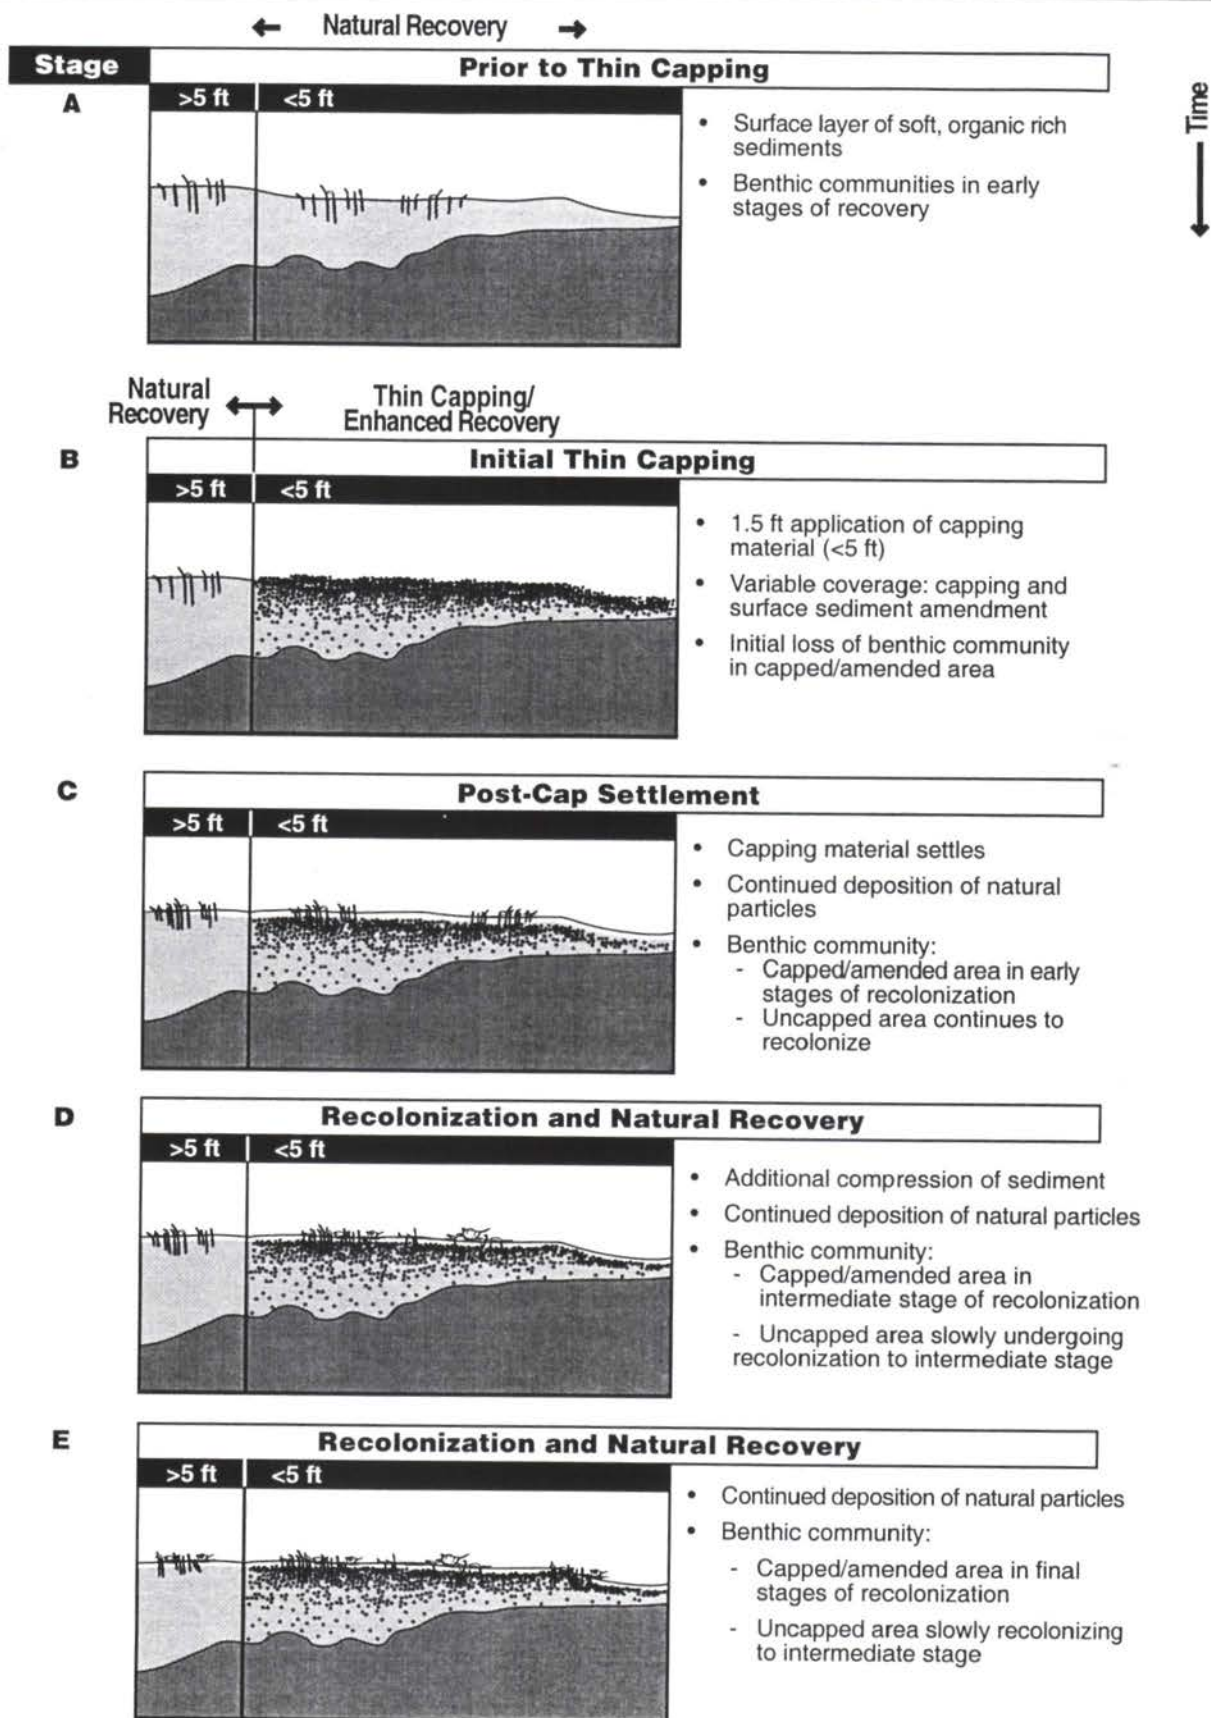 ← Natural Recovery →
Stage
Prior to Thin Capping
A
>5 ft
<5 ft
• Surface layer of soft, organic rich
sediments
• Benthic communities in early
stages of recovery
Time
Natural
Recovery
Thin Capping/
Enhanced Recovery
B
Initial Thin Capping
>5 ft
<5 ft
• 1.5 ft application of capping
material (<5 ft)
• Variable coverage: capping and
surface sediment amendment
• Initial loss of benthic community
in capped/amended area
C
Post-Cap Settlement
>5 ft
<5 ft
• Capping material settles
• Continued deposition of natural
particles
• Benthic community:
- Capped/amended area in early
stages of recolonization
- Uncapped area continues to
recolonize
D
Recolonization and Natural Recovery
>5 ft
<5 ft
• Additional compression of sediment
• Continued deposition of natural particles
• Benthic community:
- Capped/amended area in
intermediate stage of recolonization
- Uncapped area slowly undergoing
recolonization to intermediate stage
E
Recolonization and Natural Recovery
>5 ft
<5 ft
• Continued deposition of natural particles
• Benthic community:
- Capped/amended area in final
stages of recolonization
- Uncapped area slowly recolonizing
to intermediate stage